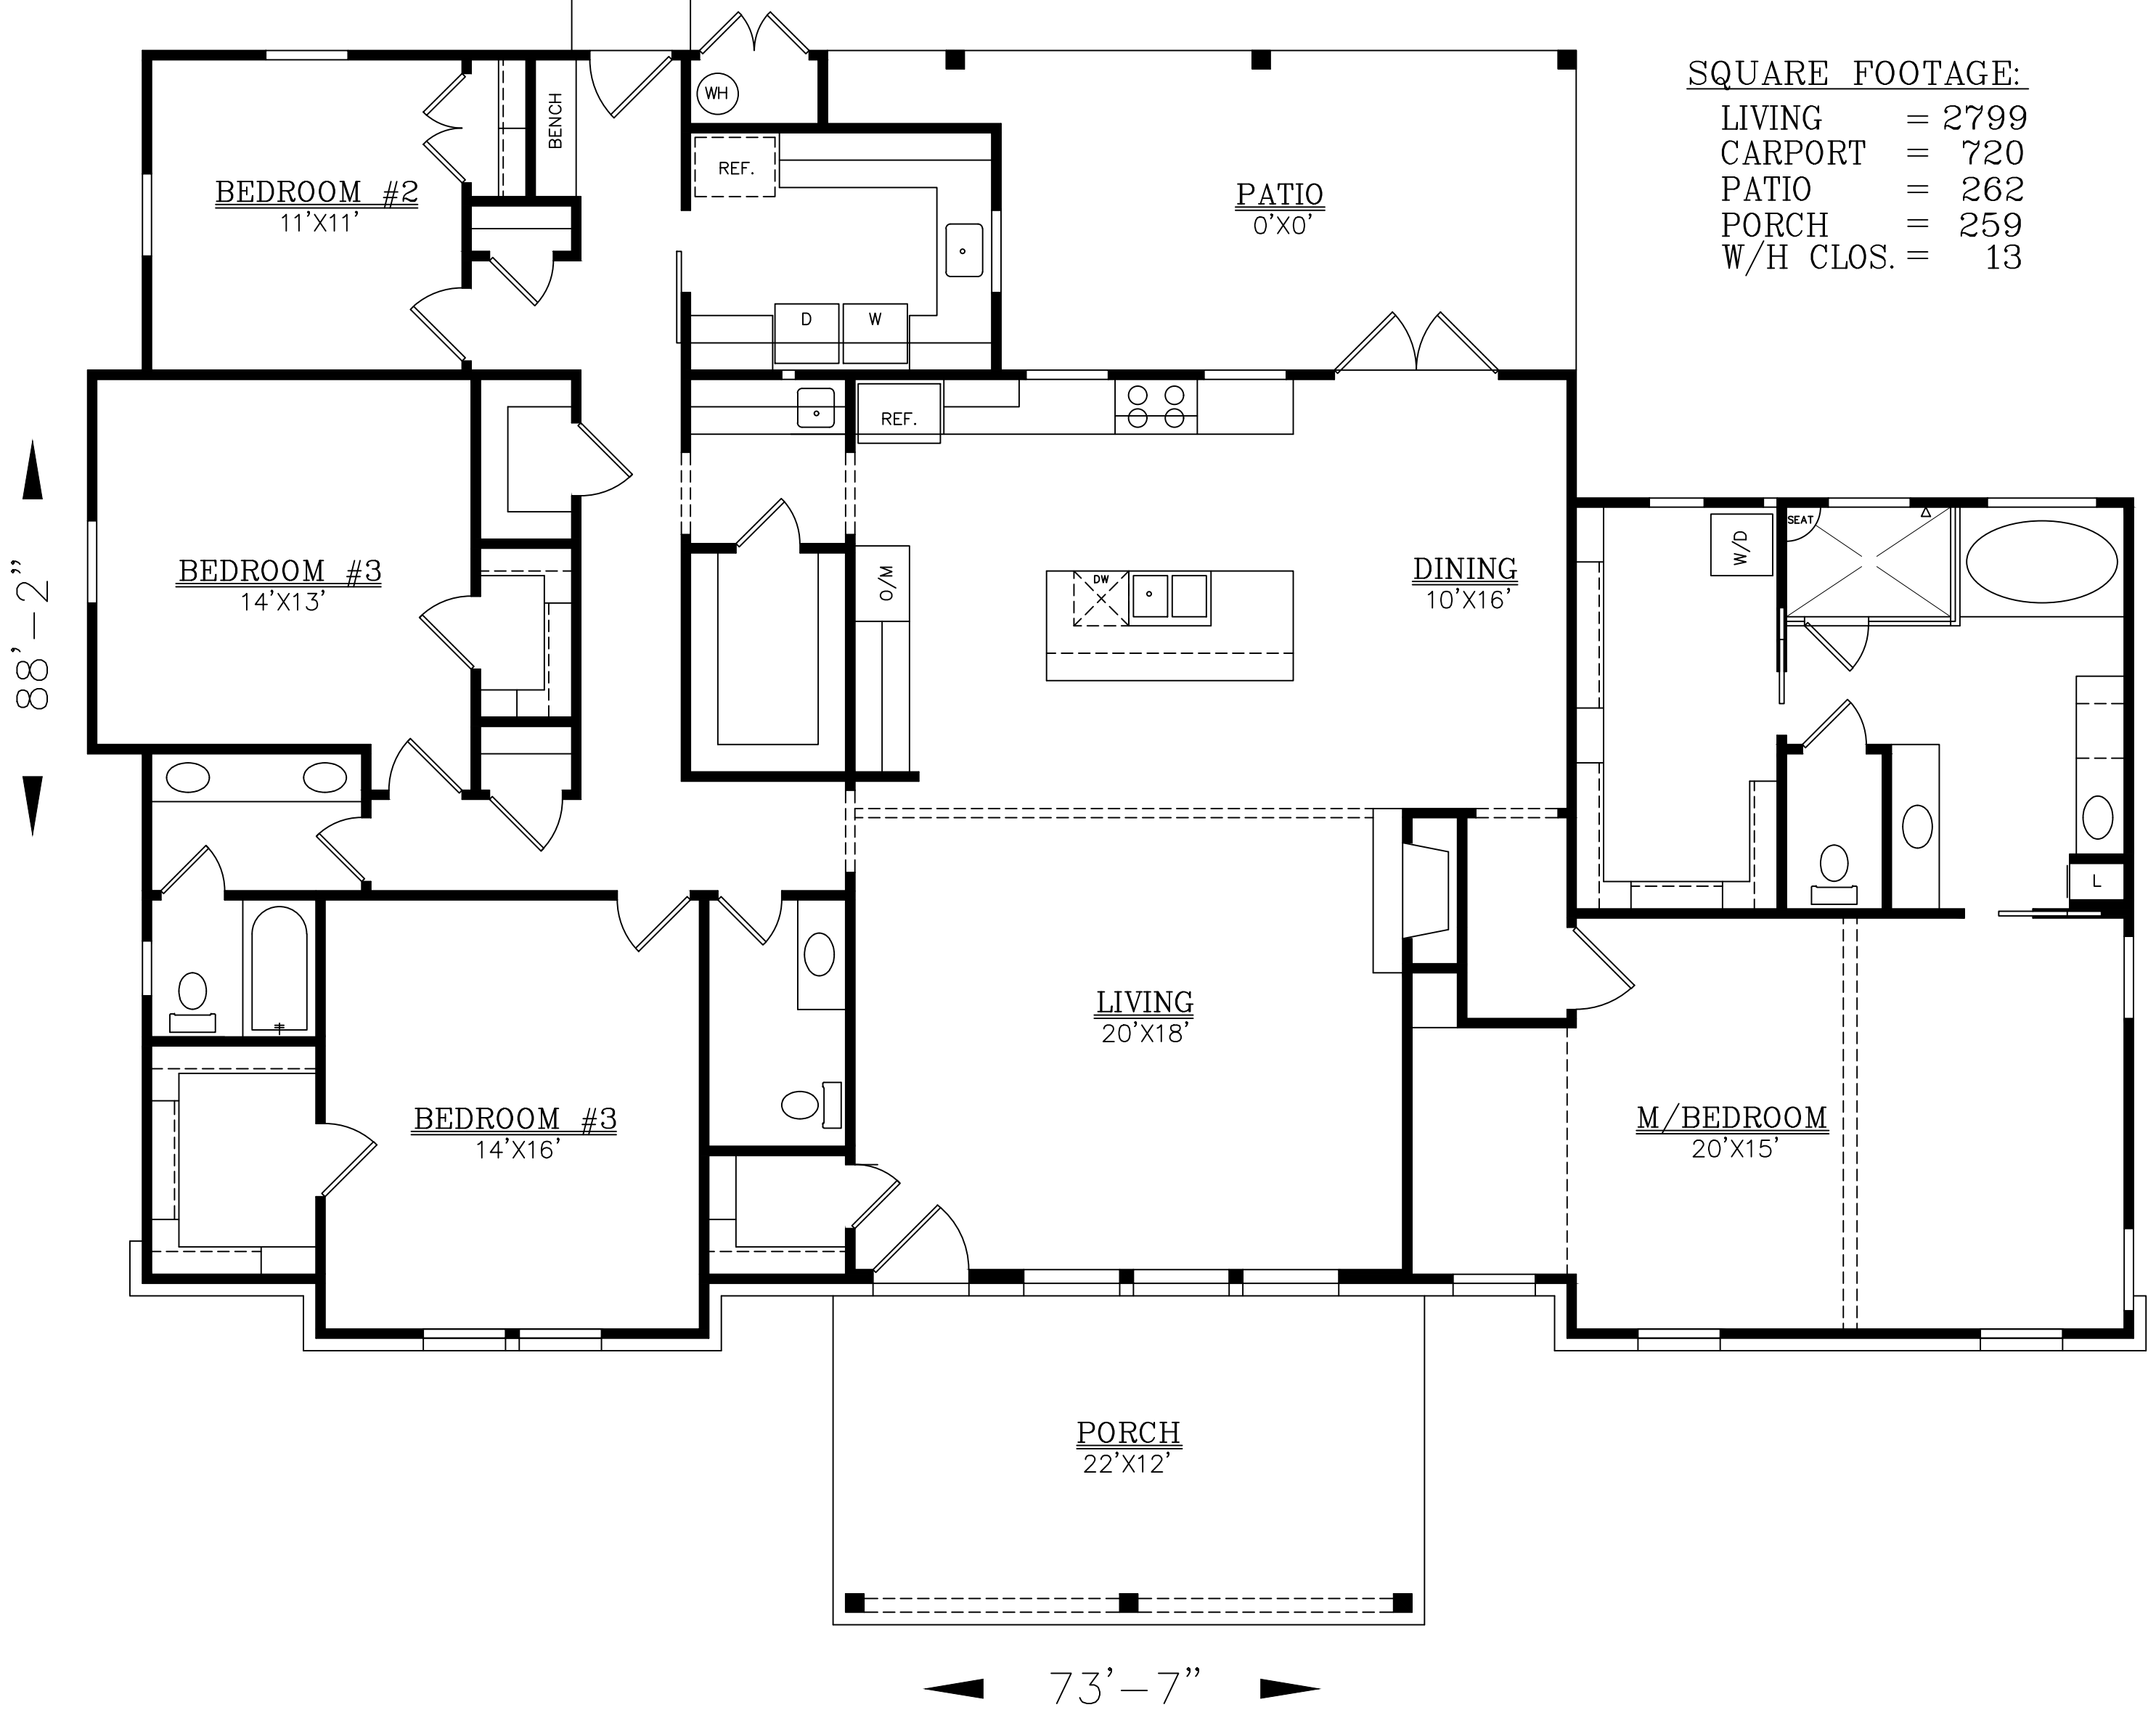 SQUARE FOOTAGE:
LIVING = 2799
CARPORT = 720
PATIO = 262
PORCH = 259
W/H CLOS. = 13
WH
BENCH
REF.
BEDROOM #2
11'X11'
PATIO
0'X0'
D
W
REF.
SEAT
W/D
BEDROOM #3
14'X13'
O/M
DW
DINING
10'X16'
88'-2"
L
LIVING
20'X18'
BEDROOM #3
14'X16'
M/BEDROOM
20'X15'
PORCH
22'X12'
73'-7"